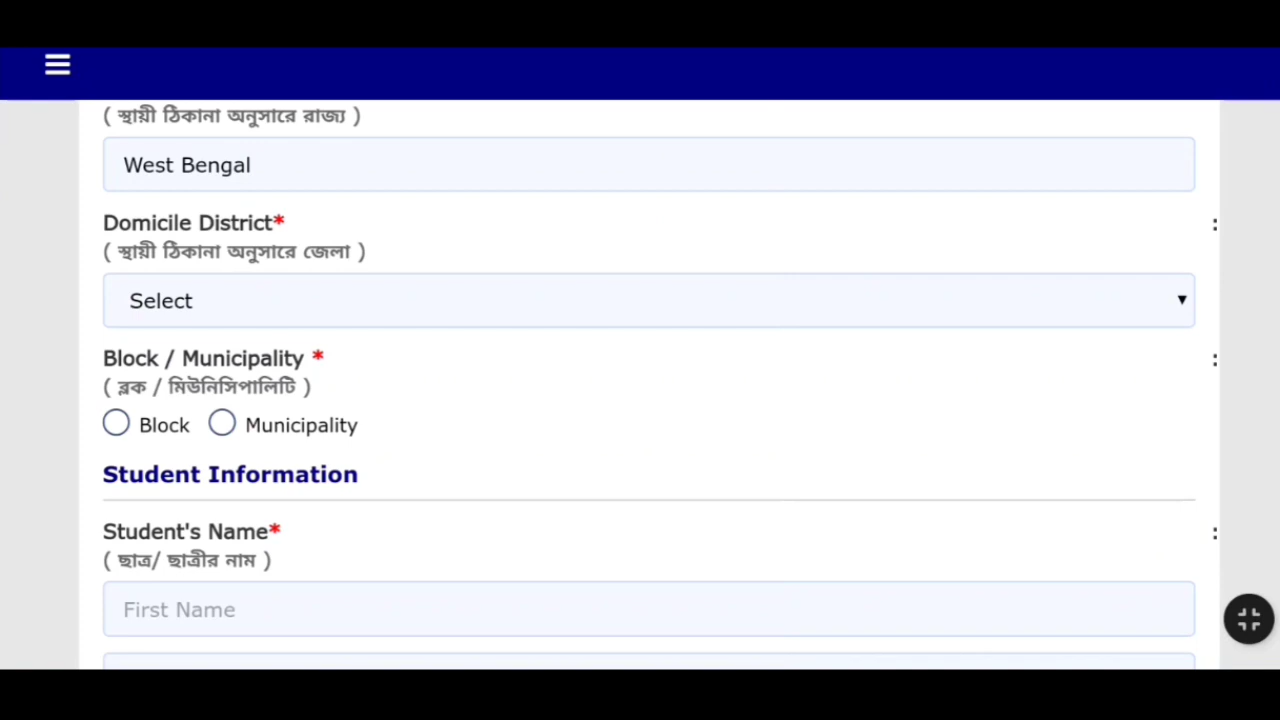 ( স্থায়ী ঠিকানা অনুসারে রাজ্য )
West Bengal
Domicile District* :
( স্থায়ী ঠিকানা অনুসারে জেলা )
Select
Block / Municipality * :
( ব্লক / মিউনিসিপালিটি )
Block Municipality
Student Information
Student's Name* :
( ছাত্র/ ছাত্রীর নাম )
First Name